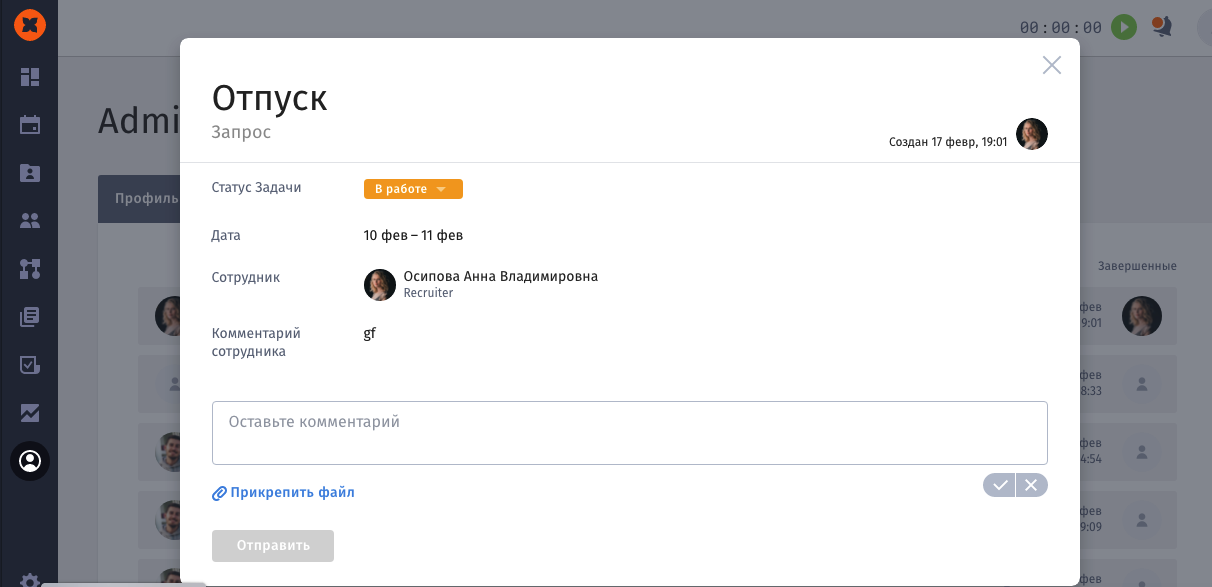 00:00:00
Admi
Профиль
Отпуск
Запрос
Создан 17 февр, 19:01
Статус Задачи
В работе
Дата
10 фев – 11 фев
Сотрудник
Осипова Анна Владимировна
Recruiter
Комментарий
сотрудника
gf
Оставьте комментарий
Прикрепить файл
Отправить
Завершенные
фев
9:01
фев
8:33
фев
4:54
фев
9:09
фев